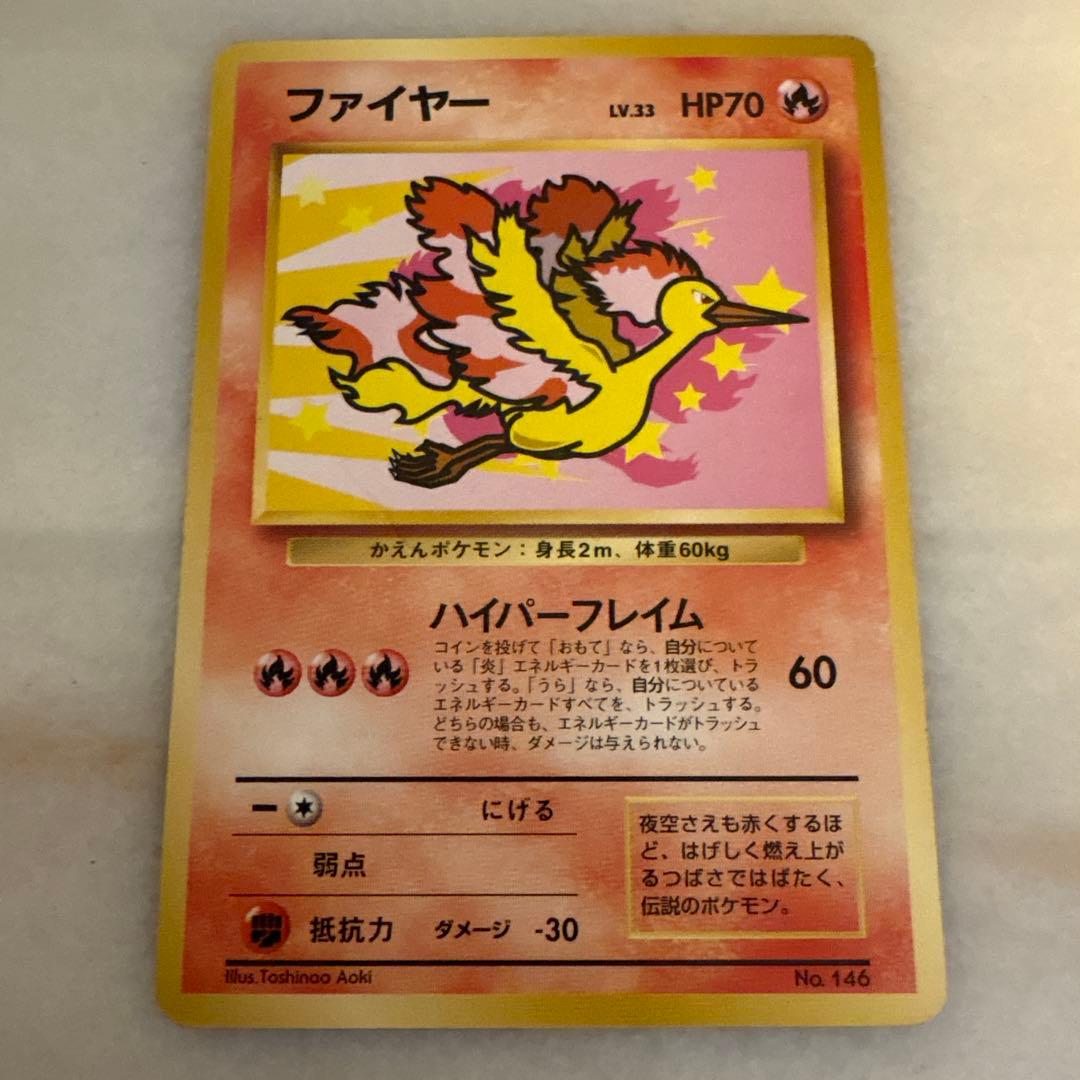 ファイヤー LV.33 HP70
かえんポケモン：身長2m、体重60kg
ハイパーフレイム
コインを投げて「おもて」なら、自分について
いる「炎」エネルギーカードを1枚選び、トラ
ッシュする。「うら」なら、自分についている
エネルギーカードすべてを、トラッシュする。
どちらの場合も、エネルギーカードがトラッシュ
できない時、ダメージは与えられない。
60
ー にげる
弱点
抵抗力 ダメージ -30
夜空さえも赤くするほ
ど、はげしく燃え上が
るつばさではばたく、
伝説のポケモン。
Illus.Toshinao Aoki
No. 146